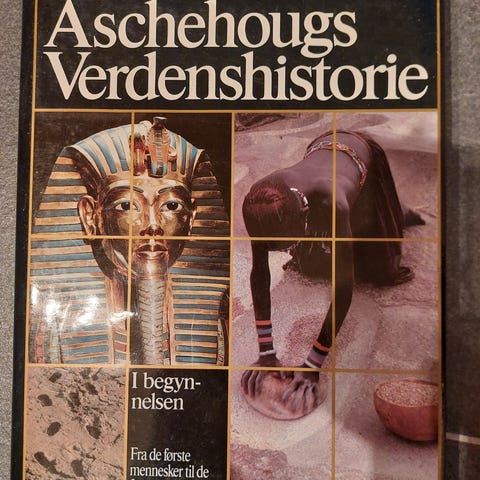 Aschehougs
Verdenshistorie
I begyn-
nelsen
Fra de første
mennesker til de